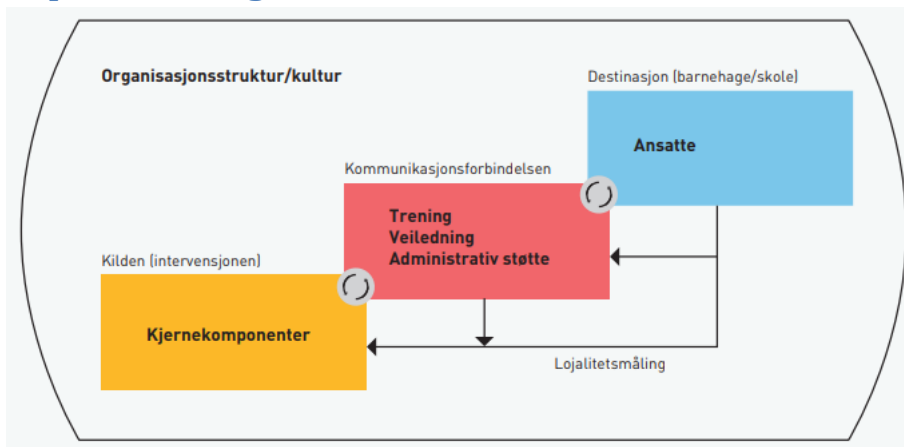 Organisasjonsstruktur/kultur
Destinasjon (barnehage/skole)
Ansatte
Kommunikasjonsforbindelsen
Trening
Veiledning
Administrativ støtte
Kilden (intervensjonen)
Kjernekomponenter
Lojalitetsmåling